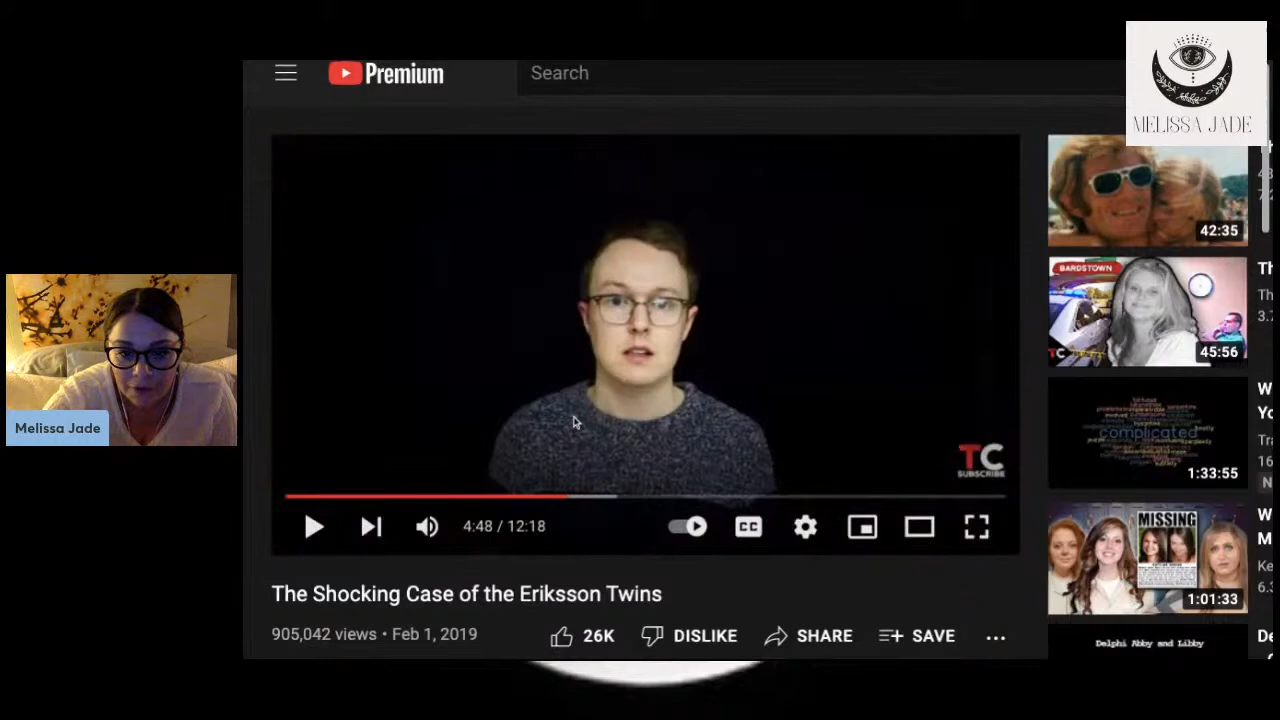 Premium
Search
MELISSA JADE
42:35
BARDSTOWN
TC
45:56
complicated
1:33:55
MISSING
1:01:33
Delphi Abby and Libby
Melissa Jade
TC
SUBSCRIBE
4:48 / 12:18
CC
The Shocking Case of the Eriksson Twins
905,042 views • Feb 1, 2019
26K
DISLIKE
SHARE
SAVE